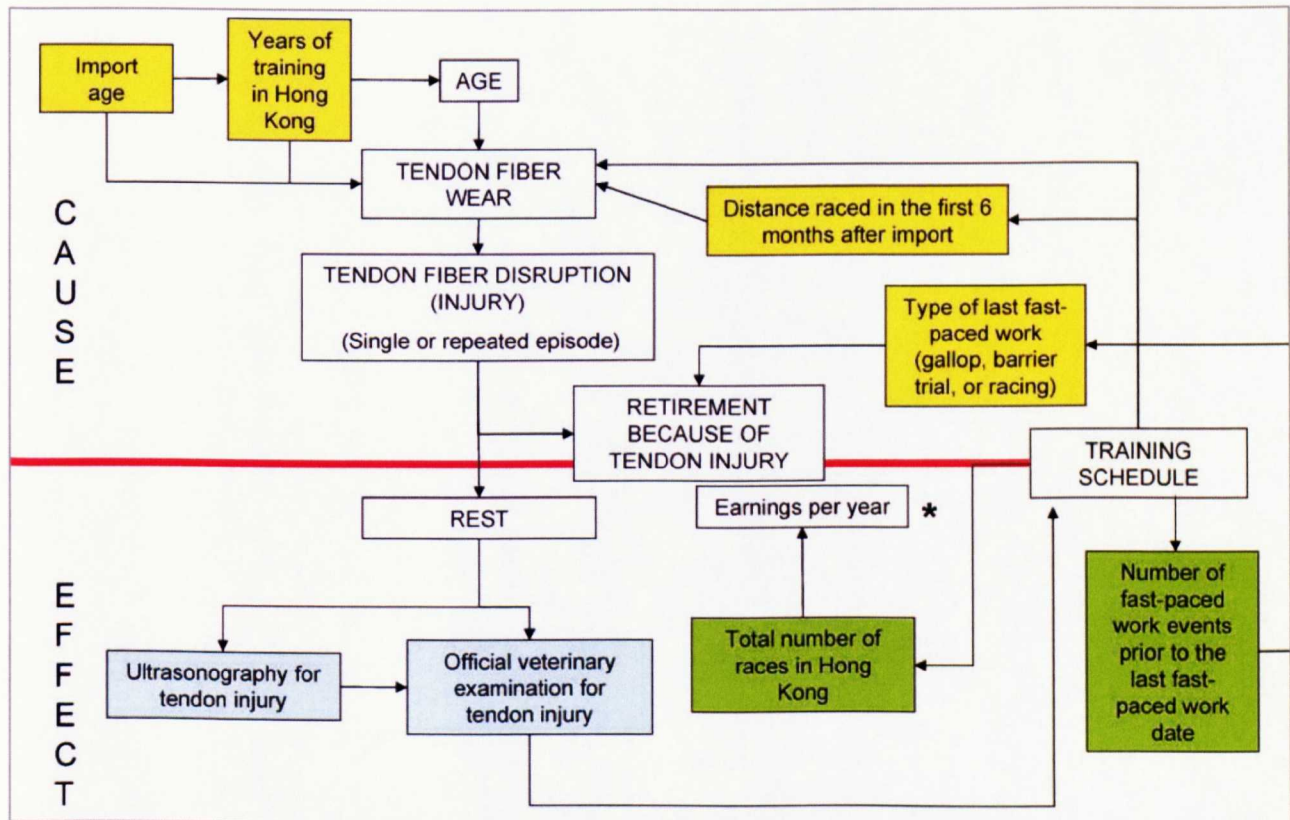 Import
age
Years of
training
in Hong
Kong
AGE
TENDON FIBER
WEAR
Distance raced in the first 6
months after import
CAUSE
TENDON FIBER DISRUPTION
(INJURY)
(Single or repeated episode)
Type of last fast-
paced work
(gallop, barrier
trial, or racing)
RETIREMENT
BECAUSE OF
TENDON INJURY
TRAINING
SCHEDULE
REST
Earnings per year *
EFFECT
Ultrasonography for
tendon injury
Official veterinary
examination for
tendon injury
Total number of
races in Hong
Kong
Number of
fast-paced
work events
prior to the
last fast-
paced work
date